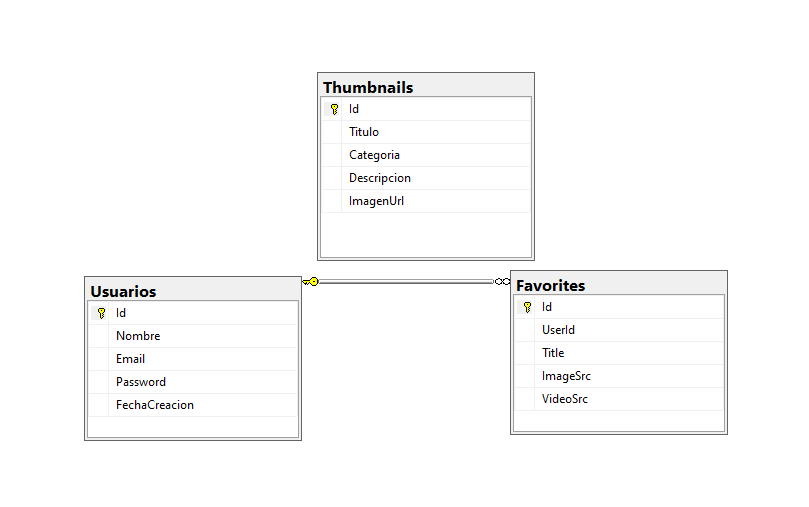 Thumbnails
Id
Titulo
Categoria
Descripcion
ImagenUrl
Usuarios
Id
Nombre
Email
Password
FechaCreacion
Favorites
Id
UserId
Title
ImageSrc
VideoSrc